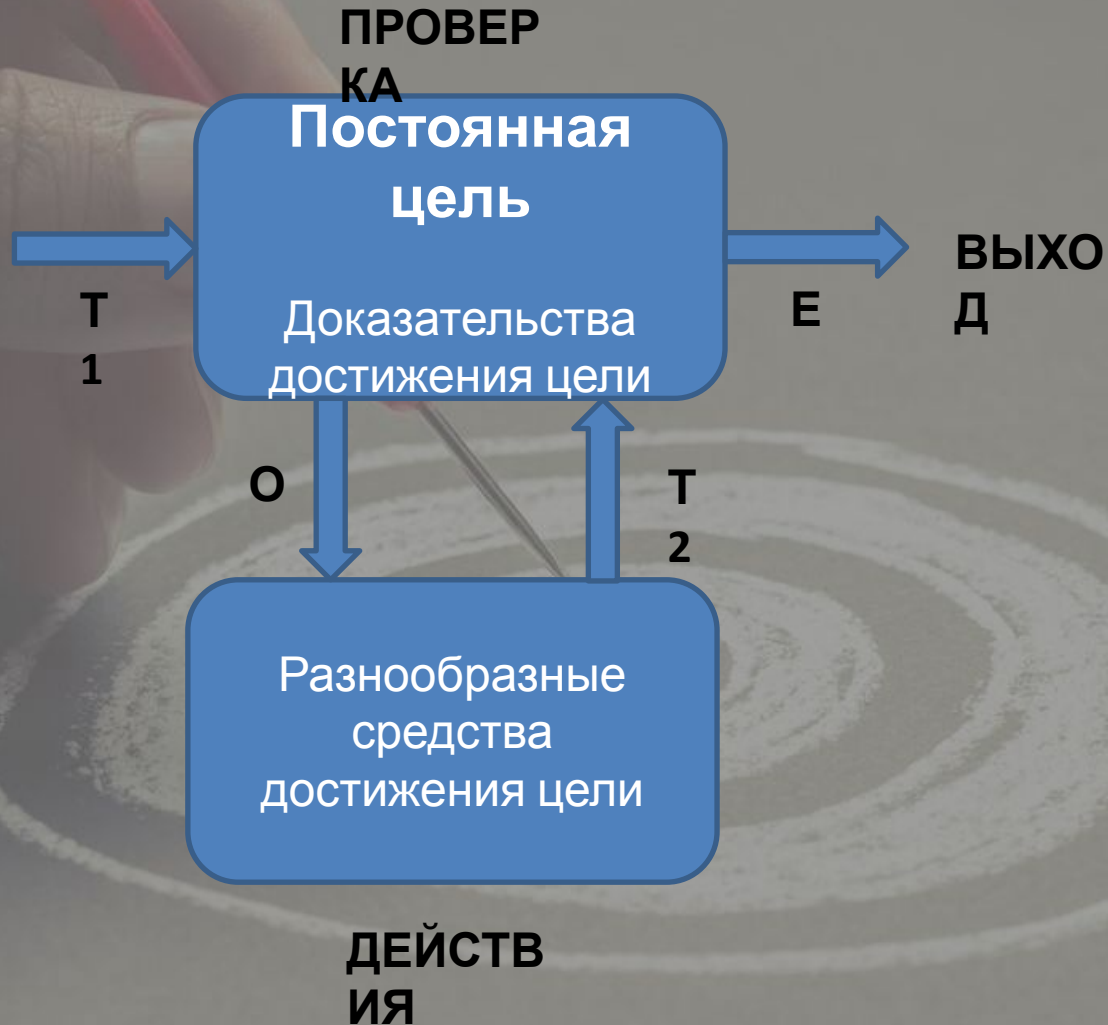 ПРОВЕР
КА
Постоянная
цель
Доказательства
достижения цели
Т
1
Е
ВЫХО
Д
О
Т
2
Разнообразные
средства
достижения цели
ДЕЙСТВ
ИЯ